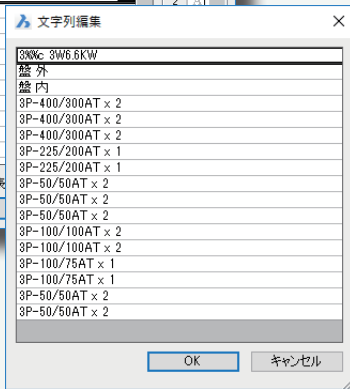 2 AI
文字列編集
3%%c 3W6.6KW
盤外
盤内
3P-400/300AT x 2
3P-400/300AT x 2
3P-400/300AT x 2
3P-225/200AT x 1
3P-225/200AT x 1
3P-50/50AT x 2
3P-50/50AT x 2
3P-50/50AT x 2
3P-100/100AT x 2
3P-100/100AT x 2
3P-100/75AT x 1
3P-100/75AT x 1
3P-50/50AT x 2
3P-50/50AT x 2
OK キャンセル